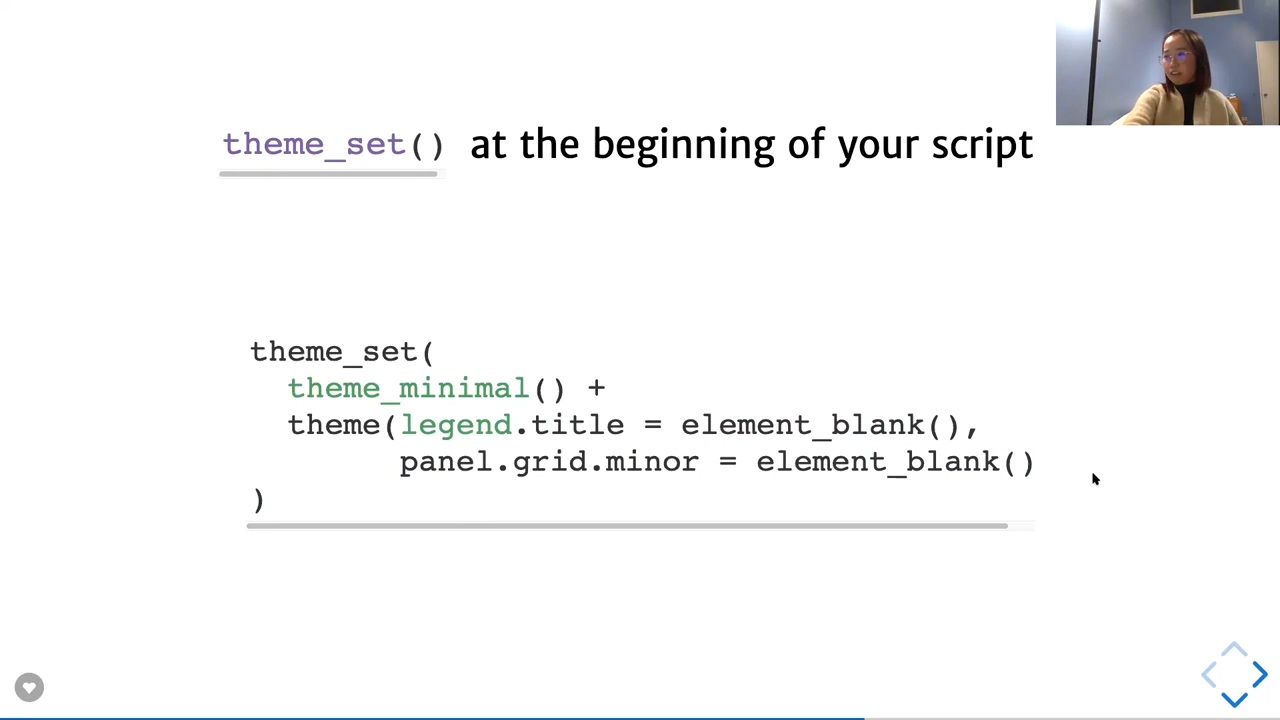 theme_set() at the beginning of your script
theme_set(
  theme_minimal() +
  theme(legend.title = element_blank(),
        panel.grid.minor = element_blank()
)